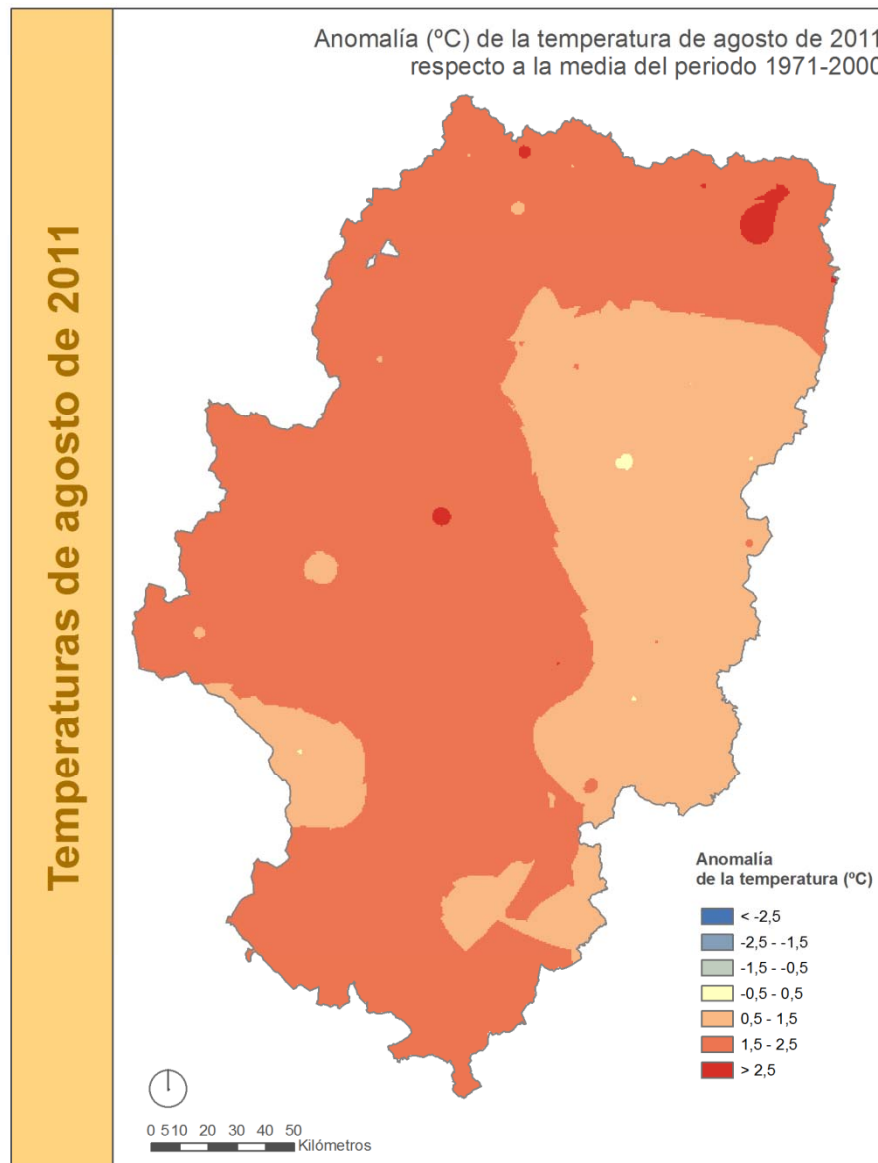 Temperaturas de agosto de 2011
Anomalía (ºC) de la temperatura de agosto de 2011
respecto a la media del periodo 1971-2000
Anomalía
de la temperatura (ºC)
< -2,5
-2,5 - -1,5
-1,5 - -0,5
-0,5 - 0,5
0,5 - 1,5
1,5 - 2,5
> 2,5
0 510 20 30 40 50
Kilómetros